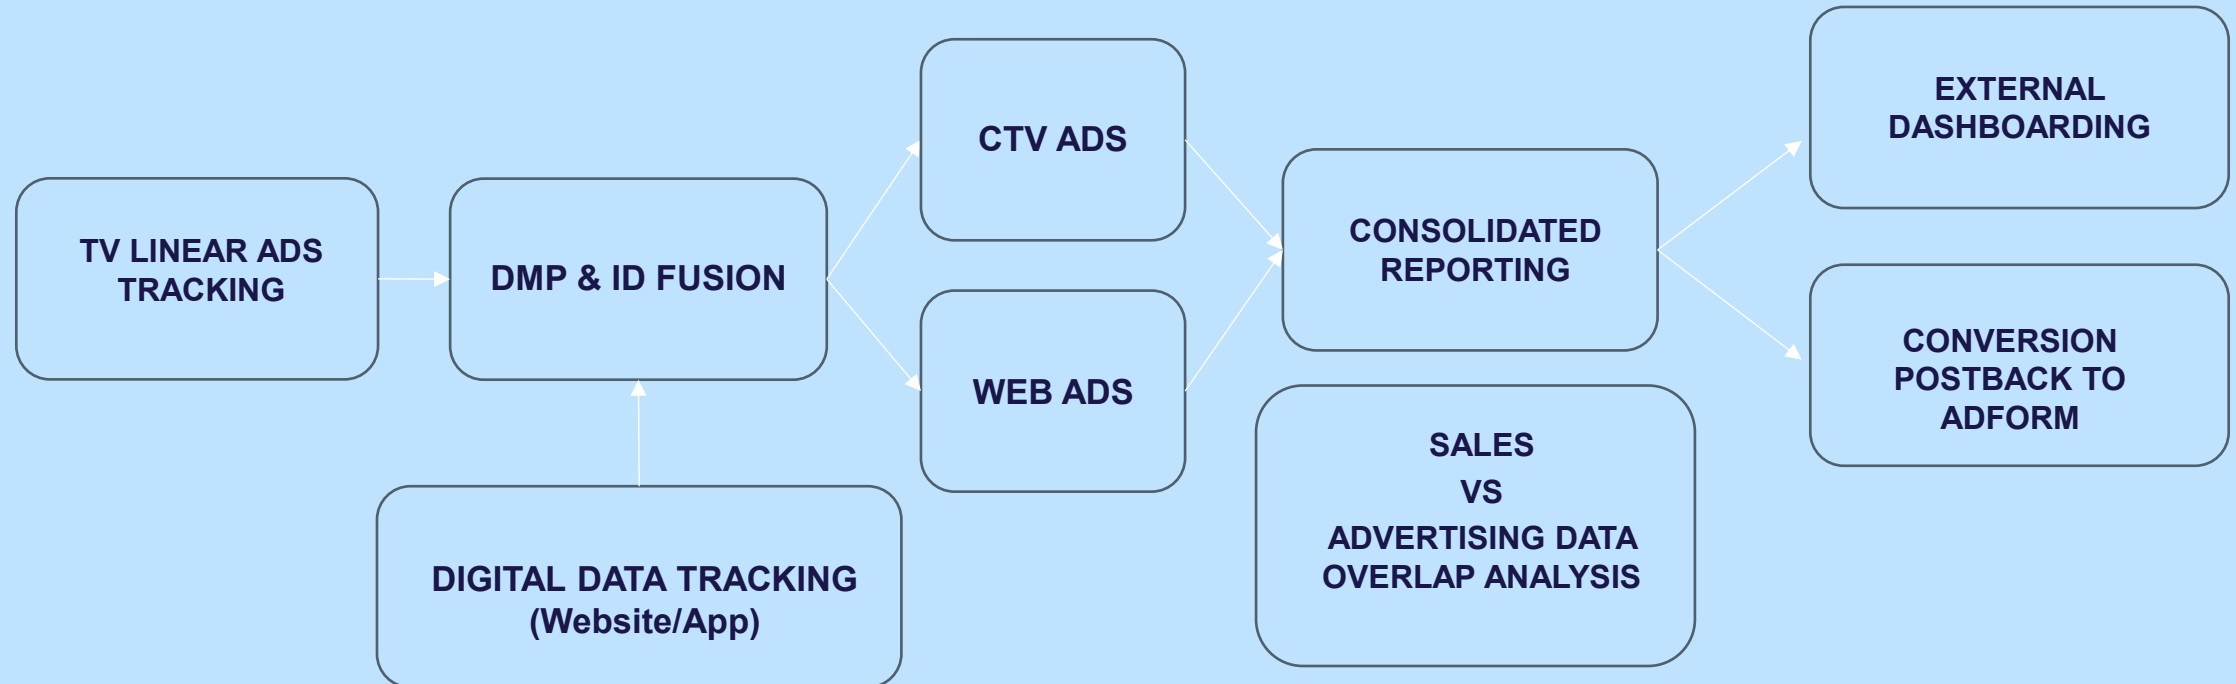 TV LINEAR ADS
TRACKING
DMP & ID FUSION
DIGITAL DATA TRACKING
(Website/App)
CTV ADS
WEB ADS
CONSOLIDATED
REPORTING
SALES
VS
ADVERTISING DATA
OVERLAP ANALYSIS
EXTERNAL
DASHBOARDING
CONVERSION
POSTBACK TO
ADFORM